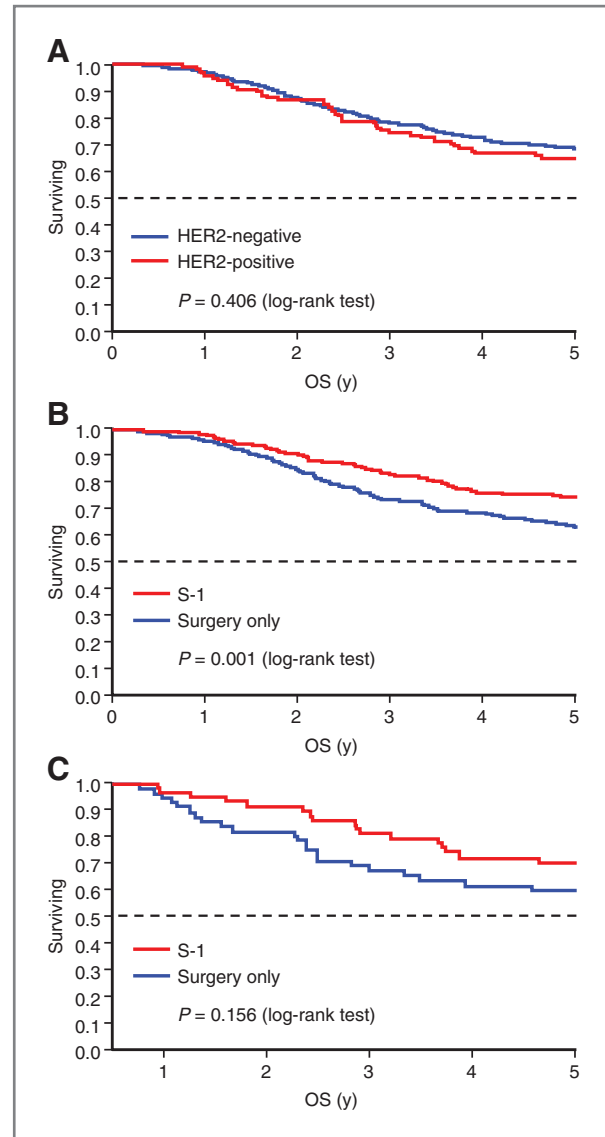 A
1.0
0.9
0.8
0.7
0.6
0.5
0.4
0.3
0.2
0.1
0.0
Surviving
HER2-negative
HER2-positive
P = 0.406 (log-rank test)
0 1 2 3 4 5
OS (y)
B
1.0
0.9
0.8
0.7
0.6
0.5
0.4
0.3
0.2
0.1
0.0
Surviving
S-1
Surgery only
P = 0.001 (log-rank test)
0 1 2 3 4 5
OS (y)
C
1.0
0.9
0.8
0.7
0.6
0.5
0.4
0.3
0.2
0.1
0.0
Surviving
S-1
Surgery only
P = 0.156 (log-rank test)
1 2 3 4 5
OS (y)